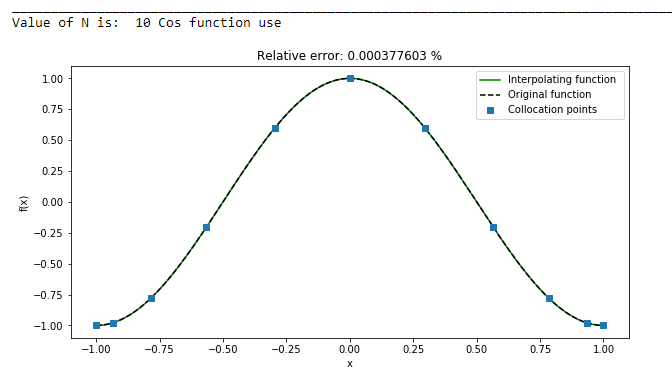 Value of N is:  10 Cos function use
Relative error: 0.000377603 %
Interpolating function
Original function
Collocation points
1.00
0.75
0.50
0.25
0.00
−0.25
−0.50
−0.75
−1.00
f(x)
−1.00 −0.75 −0.50 −0.25 0.00 0.25 0.50 0.75 1.00
x